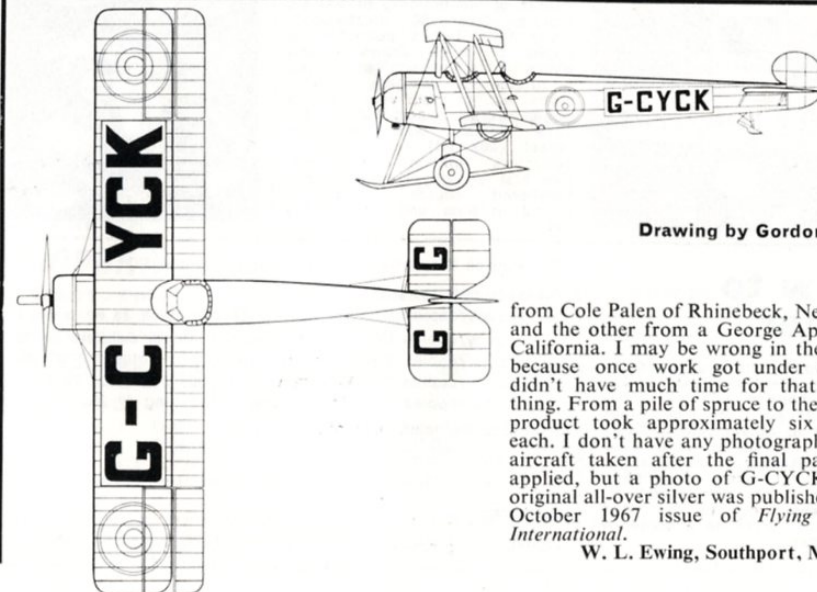 G-CYCK
G-C YCK
G G
Drawing by Gordo
from Cole Palen of Rhinebeck, Ne
and the other from a George Ap
California. I may be wrong in the
because once work got under
didn't have much time for that
thing. From a pile of spruce to the
product took approximately six
each. I don't have any photograph
aircraft taken after the final pa
applied, but a photo of G-CYCK
original all-over silver was publishe
October 1967 issue of Flying
International.
W. L. Ewing, Southport, M